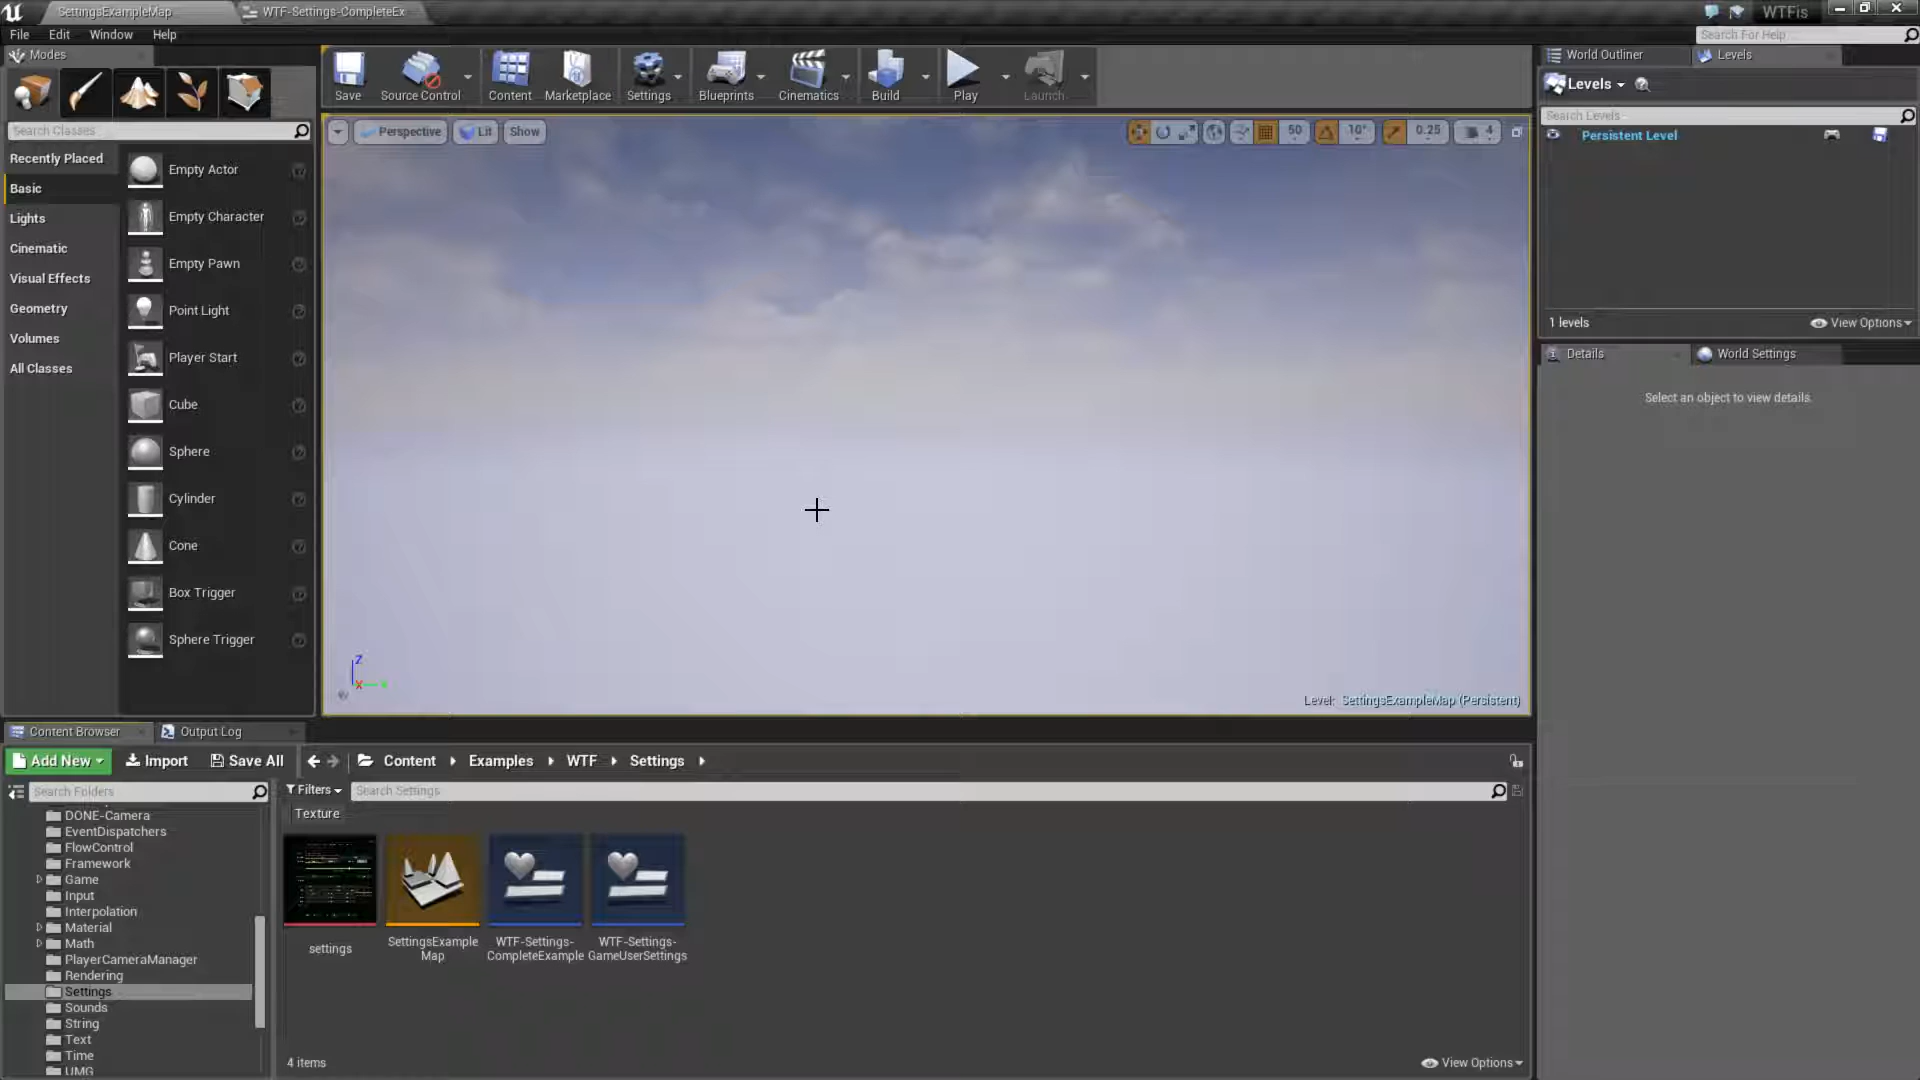 SettingsExampleMap
WTF-Settings-CompleteEx
WTFis
File Edit Window Help
Search For Help
Modes
Save
Source Control
Content
Marketplace
Settings
Blueprints
Cinematics
Build
Play
Launch
World Outliner
Levels
Levels
Search Levels
Persistent Level
1 levels
View Options
Details
World Settings
Select an object to view details.
Search Classes
Recently Placed
Basic
Lights
Cinematic
Visual Effects
Geometry
Volumes
All Classes
Empty Actor
Empty Character
Empty Pawn
Point Light
Player Start
Cube
Sphere
Cylinder
Cone
Box Trigger
Sphere Trigger
Perspective
Lit
Show
50
10°
0.25
4
Z
X
Level: SettingsExampleMap (Persistent)
Content Browser
Output Log
Add New
Import
Save All
Content
Examples
WTF
Settings
Search Folders
Filters
Search Settings
Texture
DONE-Camera
EventDispatchers
FlowControl
Framework
Game
Input
Interpolation
Material
Math
PlayerCameraManager
Rendering
Settings
Sounds
String
Text
Time
UMG
settings
SettingsExample
Map
WTF-Settings-
CompleteExample
WTF-Settings-
GameUserSettings
4 items
View Options